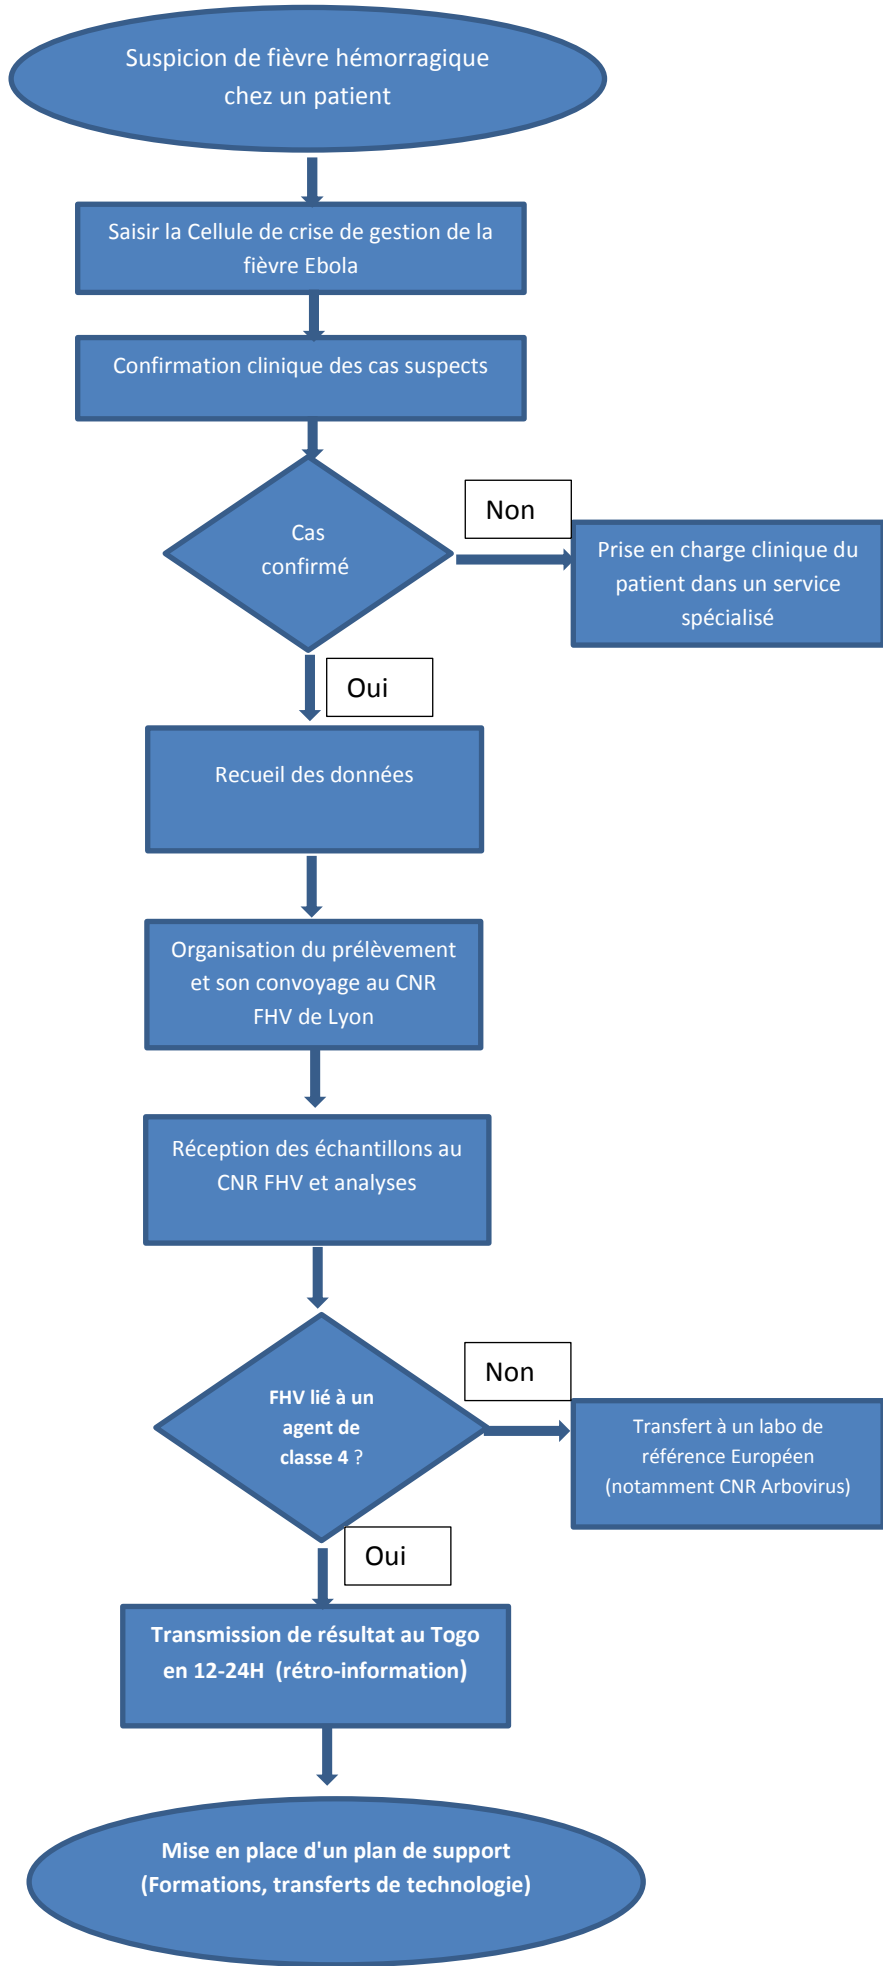 Suspicion de fièvre hémorragique
chez un patient
Saisir la Cellule de crise de gestion de la
fièvre Ebola
Confirmation clinique des cas suspects
Cas
confirmé
Non
Prise en charge clinique du
patient dans un service
spécialisé
Oui
Recueil des données
Organisation du prélèvement
et son convoyage au CNR
FHV de Lyon
Réception des échantillons au
CNR FHV et analyses
FHV lié à un
agent de
classe 4 ?
Non
Transfert à un labo de
référence Européen
(notamment CNR Arbovirus)
Oui
Transmission de résultat au Togo
en 12-24H (rétro-information)
Mise en place d'un plan de support
(Formations, transferts de technologie)